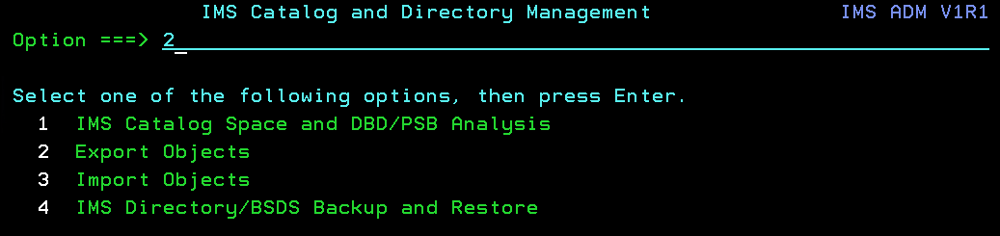 IMS Catalog and Directory Management IMS ADM V1R1
Option ===> 2
Select one of the following options, then press Enter.
1 IMS Catalog Space and DBD/PSB Analysis
2 Export Objects
3 Import Objects
4 IMS Directory/BSDS Backup and Restore